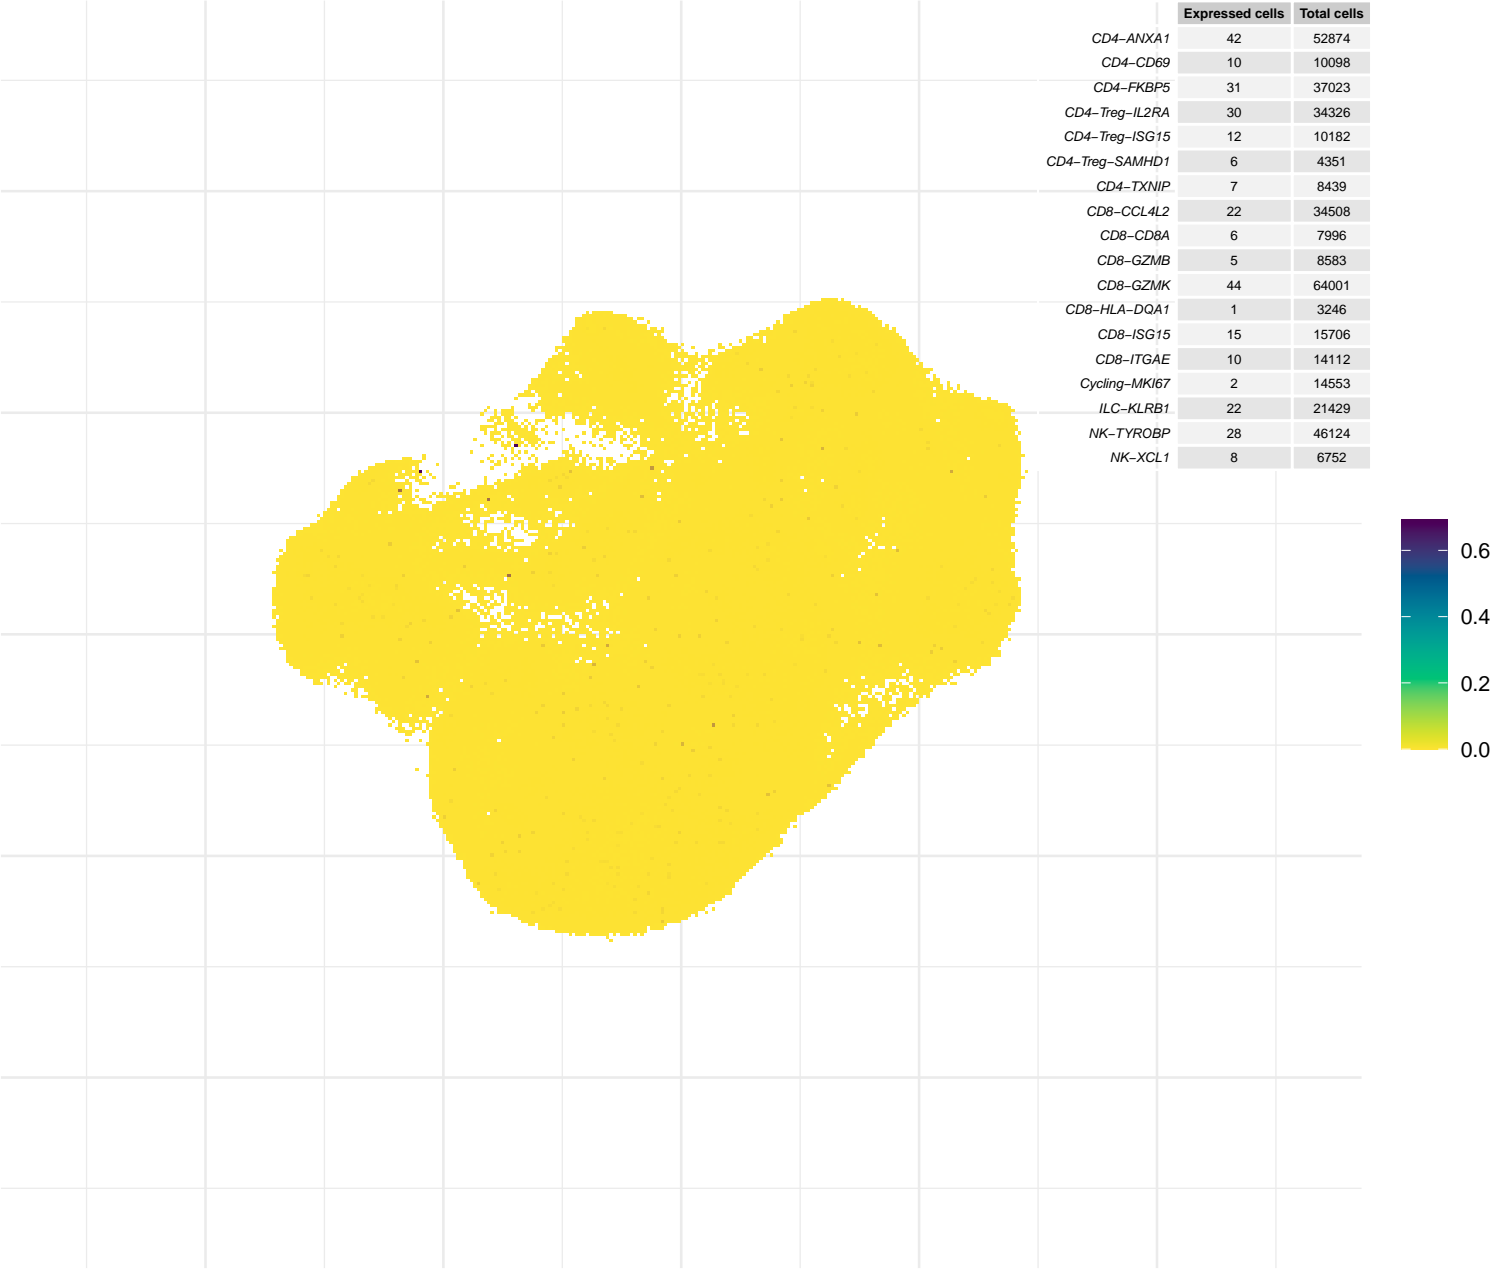 Expressed cells Total cells
CD4−ANXA1 42 52874
CD4−CD69 10 10098
CD4−FKBP5 31 37023
CD4−Treg−IL2RA 30 34326
CD4−Treg−ISG15 12 10182
CD4−Treg−SAMHD1 6 4351
CD4−TXNIP 7 8439
CD8−CCL4L2 22 34508
CD8−CD8A 6 7996
CD8−GZMB 5 8583
CD8−GZMK 44 64001
CD8−HLA−DQA1 1 3246
CD8−ISG15 15 15706
CD8−ITGAE 10 14112
Cycling−MKI67 2 14553
ILC−KLRB1 22 21429
NK−TYROBP 28 46124
NK−XCL1 8 6752
0.6
0.4
0.2
0.0